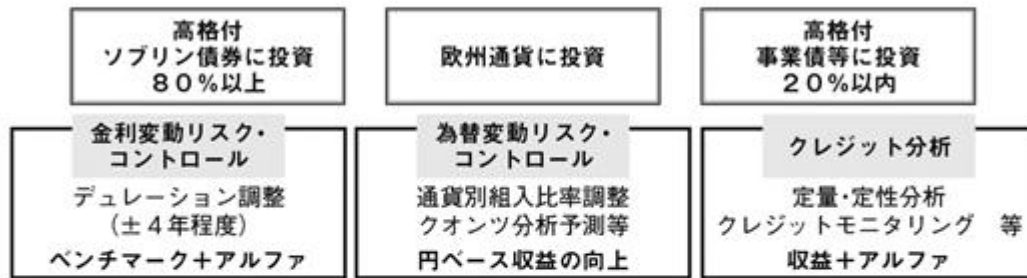 高格付
ソブリン債券に投資
８０％以上
欧州通貨に投資
高格付
事業債等に投資
２０％以内
金利変動リスク・
コントロール
デュレーション調整
（±４年程度）
ベンチマーク＋アルファ
為替変動リスク・
コントロール
通貨別組入比率調整
クオンツ分析予測等
円ベース収益の向上
クレジット分析
定量・定性分析
クレジットモニタリング　等
収益＋アルファ